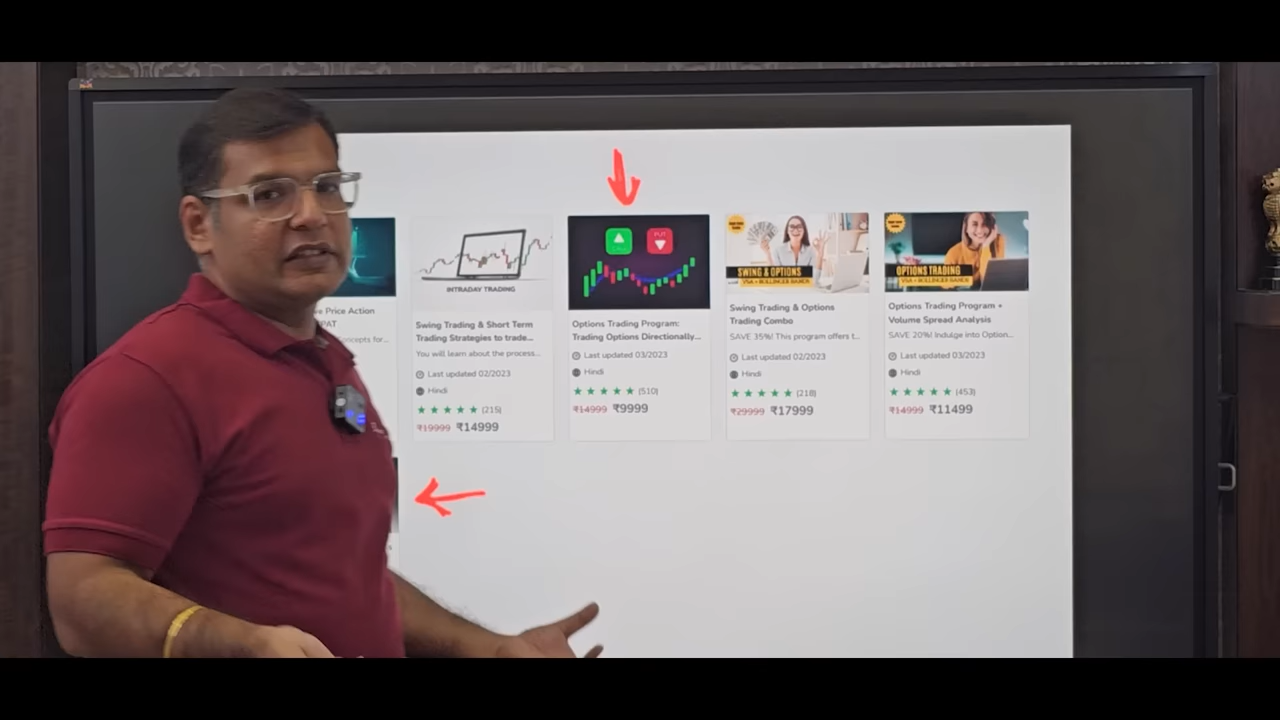 ve Price Action
PAT
Concepts for...
INTRADAY TRADING
Swing Trading & Short Term
Trading Strategies to trade...
You will learn about the process...
Last updated 02/2023
Hindi
(215)
₹19999 ₹14999
PUT
Options Trading Program:
Trading Options Directionally...
Last updated 03/2023
Hindi
(510)
₹14999 ₹9999
SWING & OPTIONS
VSA + BOLLINGER BANDS
Swing Trading & Options
Trading Combo
SAVE 35%! This program offers t...
Last updated 02/2023
Hindi
(218)
₹29999 ₹17999
OPTIONS TRADING
VSA + BOLLINGER BANDS
Options Trading Program +
Volume Spread Analysis
SAVE 20%! Indulge into Option...
Last updated 03/2023
Hindi
(453)
₹14999 ₹11499